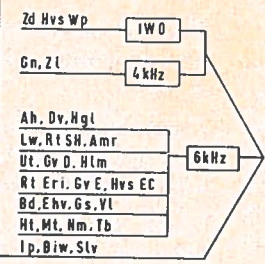 Zd Hvs Wp
IWO
Gn, Zl
4kHz
Ah, Dv, Hgl
Lw, Rt SH, Amr
Ut. Gv D. Hlm
6kHz
Rt Eri. Gv E, Hvs EC
Bd, Ehv. Gs, Vl
Ht, Mt, Nm. Tb
Ip, Biw, Slv